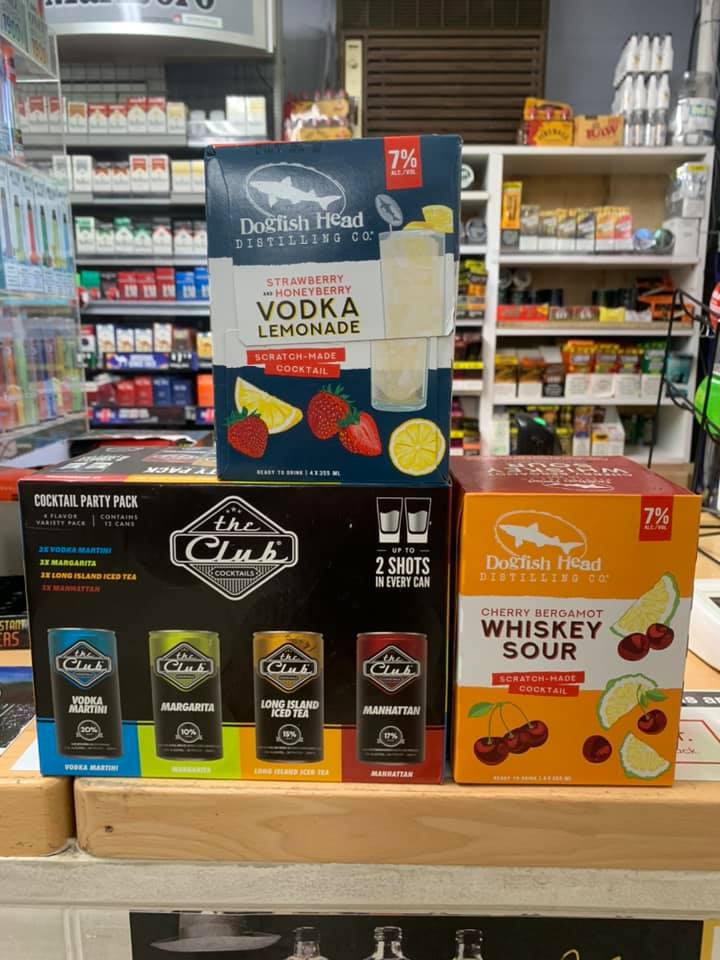 7%
ALC./VOL.
Dogfish Head
DISTILLING CO.
STRAWBERRY
AND HONEYBERRY
VODKA
LEMONADE
SCRATCH-MADE
COCKTAIL
READY TO DRINK | 4 X 355 ML
COCKTAIL PARTY PACK
4 FLAVOR
VARIETY PACK
CONTAINS
12 CANS
3X VODKA MARTINI
3X MARGARITA
3X LONG ISLAND ICED TEA
3X MANHATTAN
the
Club
COCKTAILS
UP TO
2 SHOTS
IN EVERY CAN
the
Club
VODKA
MARTINI
20%
the
Club
MARGARITA
10%
the
Club
LONG ISLAND
ICED TEA
15%
the
Club
MANHATTAN
17%
VODKA MARTINI
MARGARITA
LONG ISLAND ICED TEA
MANHATTAN
WHISKEY
SOUR
7%
ALC./VOL.
Dogfish Head
DISTILLING CO.
CHERRY BERGAMOT
WHISKEY
SOUR
SCRATCH-MADE
COCKTAIL
READY TO DRINK | 4 X 355 ML
RAW